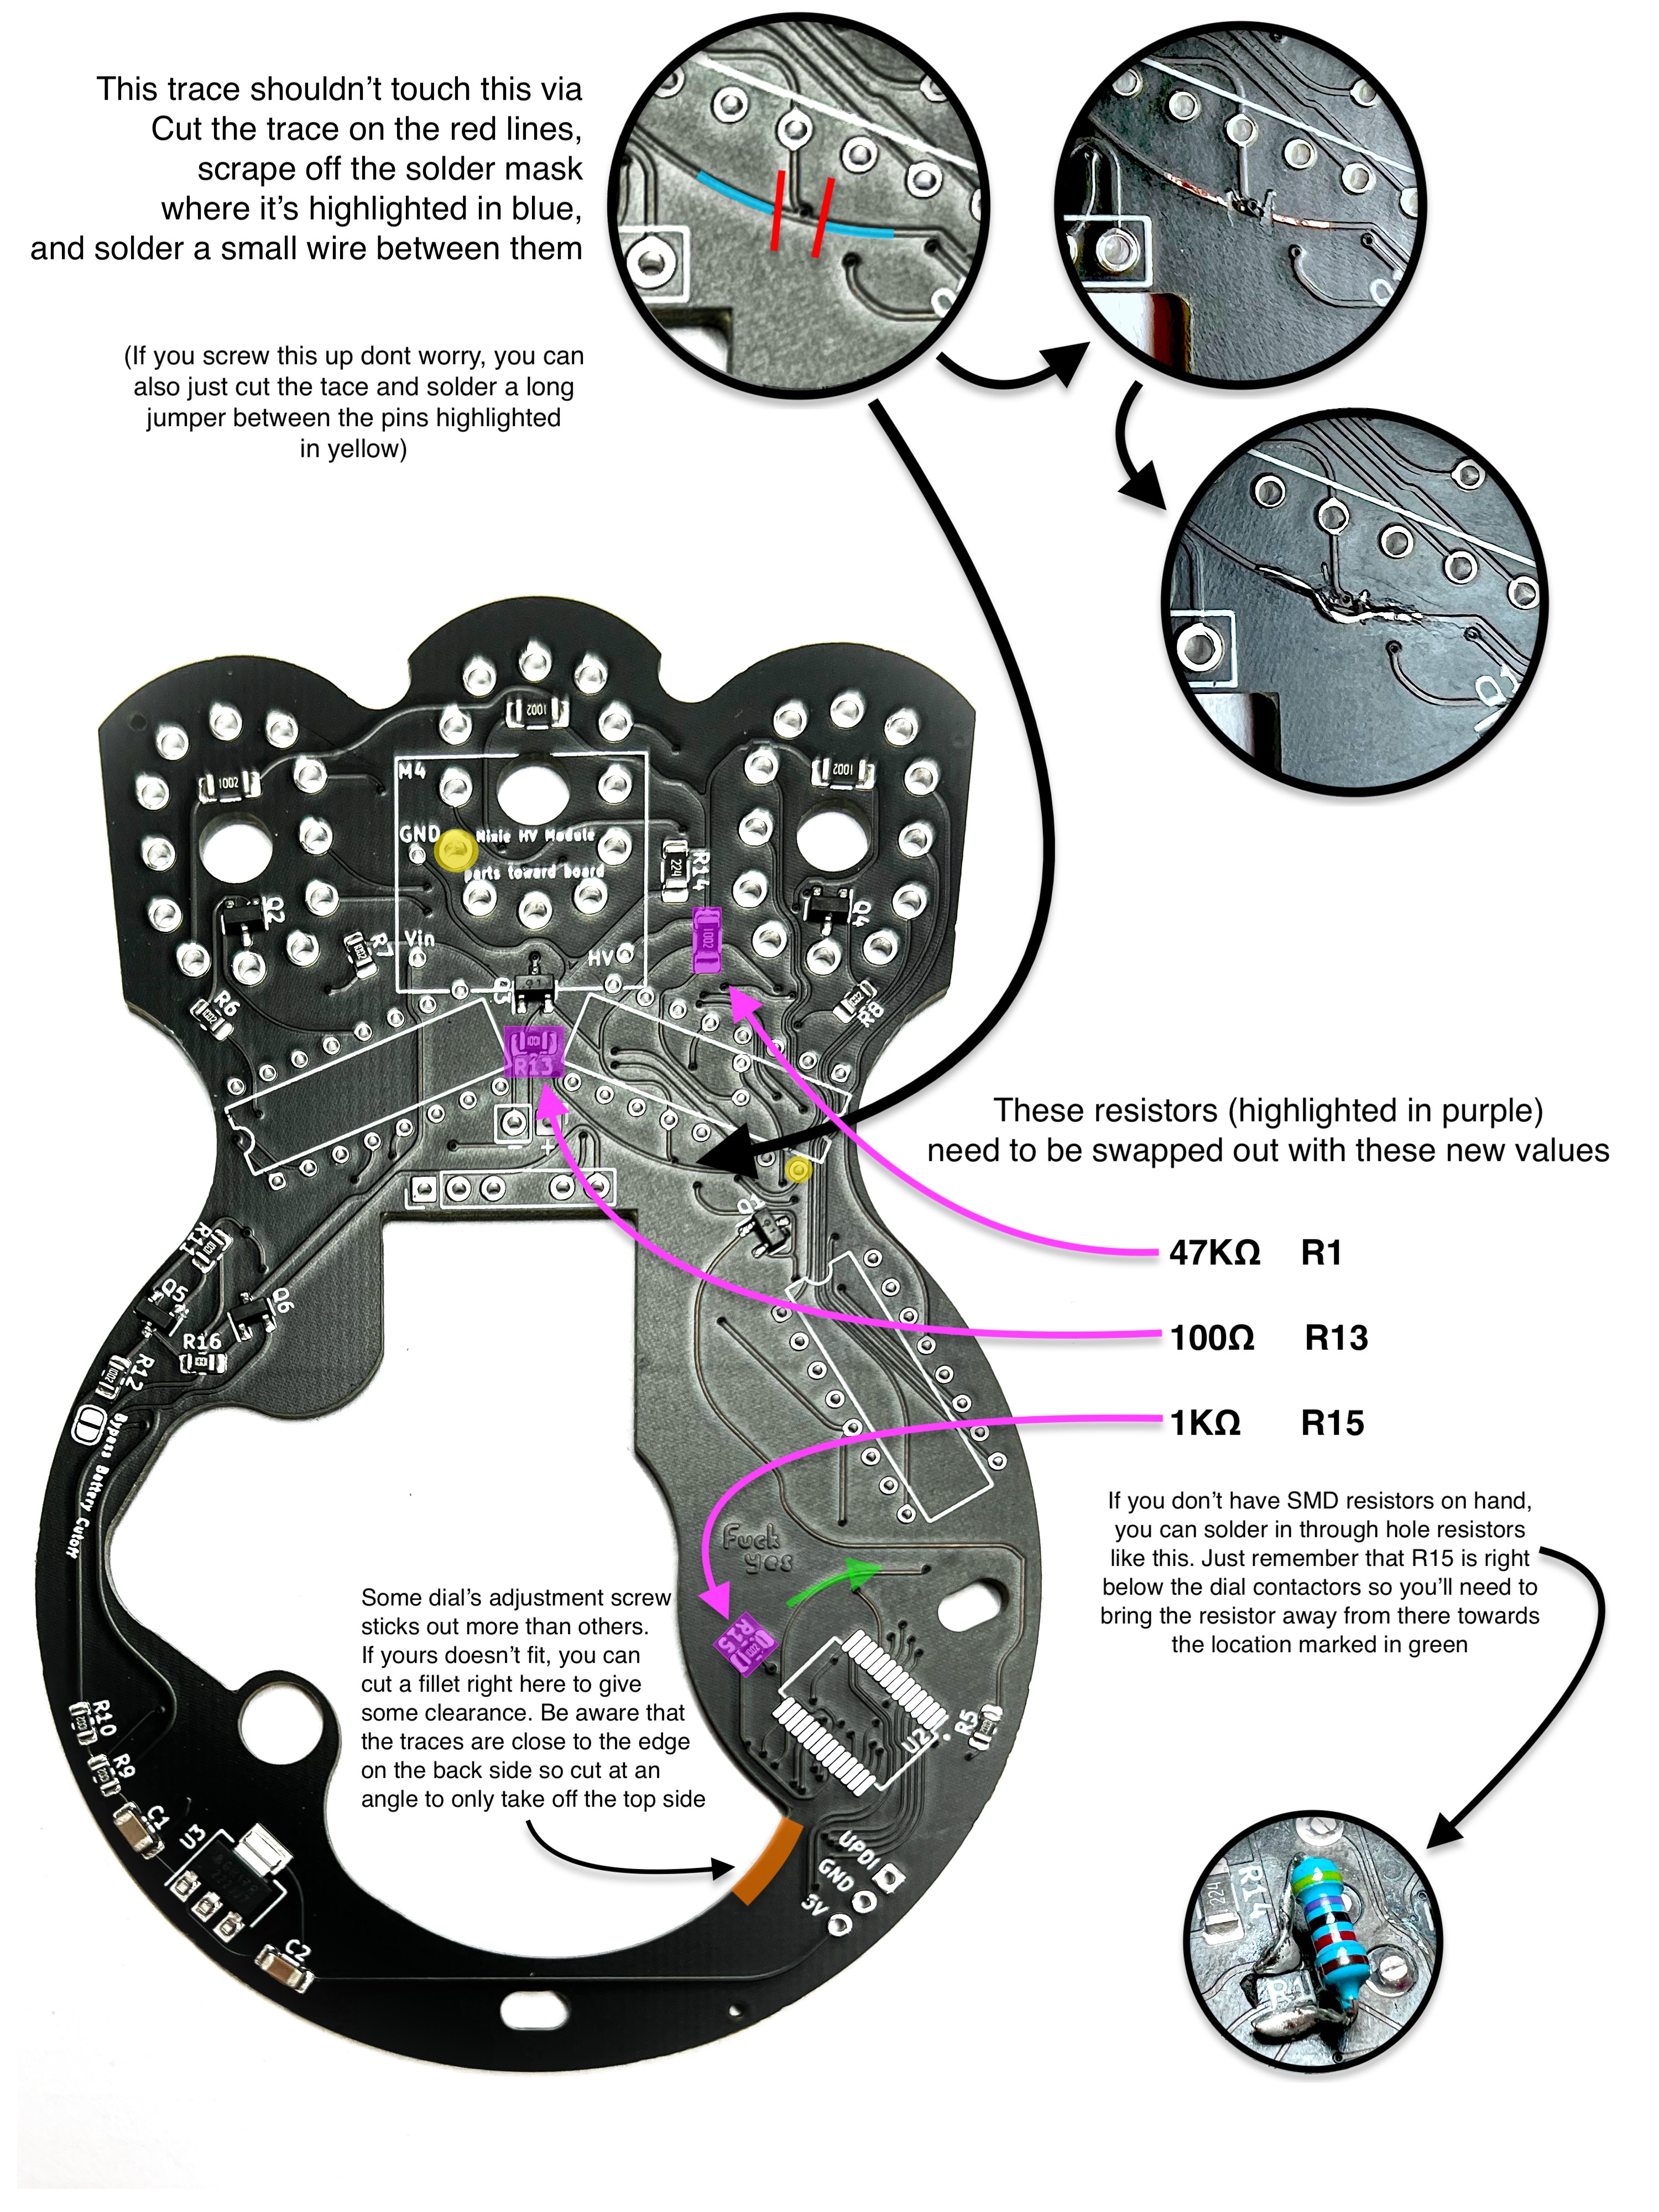 This trace shouldn't touch this via
Cut the trace on the red lines,
scrape off the solder mask
where it's highlighted in blue,
and solder a small wire between them
(If you screw this up dont worry, you can
also just cut the tace and solder a long
jumper between the pins highlighted
in yellow)
1002
1002
1002
M4
GND
Nixie HV Module
parts toward board
224
R14
1002
Q2
Q4
R7
Vin
HV
Q3
R6
R8
R13
- +
Q1
These resistors (highlighted in purple)
need to be swapped out with these new values
47KΩ R1
100Ω R13
1KΩ R15
R11
Q5
Q6
R16
R12
Bypass Battery Cutoff
Fuck
yes
If you don't have SMD resistors on hand,
you can solder in through hole resistors
like this. Just remember that R15 is right
below the dial contactors so you'll need to
bring the resistor away from there towards
the location marked in green
Some dial's adjustment screw
sticks out more than others.
If yours doesn't fit, you can
cut a fillet right here to give
some clearance. Be aware that
the traces are close to the edge
on the back side so cut at an
angle to only take off the top side
R15
U2
R5
R10
R9
C1
U3
C2
UPDI
GND
5V
R14
224
R1